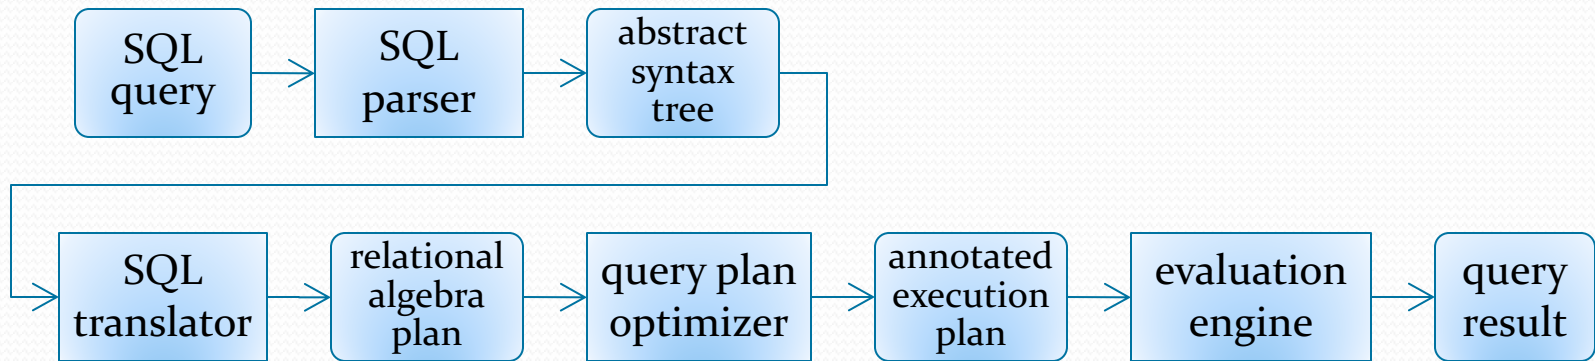 SQL
query
SQL
parser
abstract
syntax
tree
SQL
translator
relational
algebra
plan
query plan
optimizer
annotated
execution
plan
evaluation
engine
query
result